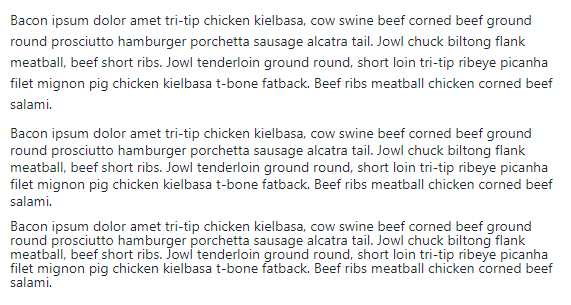 Bacon ipsum dolor amet tri-tip chicken kielbasa, cow swine beef corned beef ground
round prosciutto hamburger porchetta sausage alcatra tail. Jowl chuck biltong flank
meatball, beef short ribs. Jowl tenderloin ground round, short loin tri-tip ribeye picanha
filet mignon pig chicken kielbasa t-bone fatback. Beef ribs meatball chicken corned beef
salami.
Bacon ipsum dolor amet tri-tip chicken kielbasa, cow swine beef corned beef ground
round prosciutto hamburger porchetta sausage alcatra tail. Jowl chuck biltong flank
meatball, beef short ribs. Jowl tenderloin ground round, short loin tri-tip ribeye picanha
filet mignon pig chicken kielbasa t-bone fatback. Beef ribs meatball chicken corned beef
salami.
Bacon ipsum dolor amet tri-tip chicken kielbasa, cow swine beef corned beef ground
round prosciutto hamburger porchetta sausage alcatra tail. Jowl chuck biltong flank
meatball, beef short ribs. Jowl tenderloin ground round, short loin tri-tip ribeye picanha
filet mignon pig chicken kielbasa t-bone fatback. Beef ribs meatball chicken corned beef
salami.